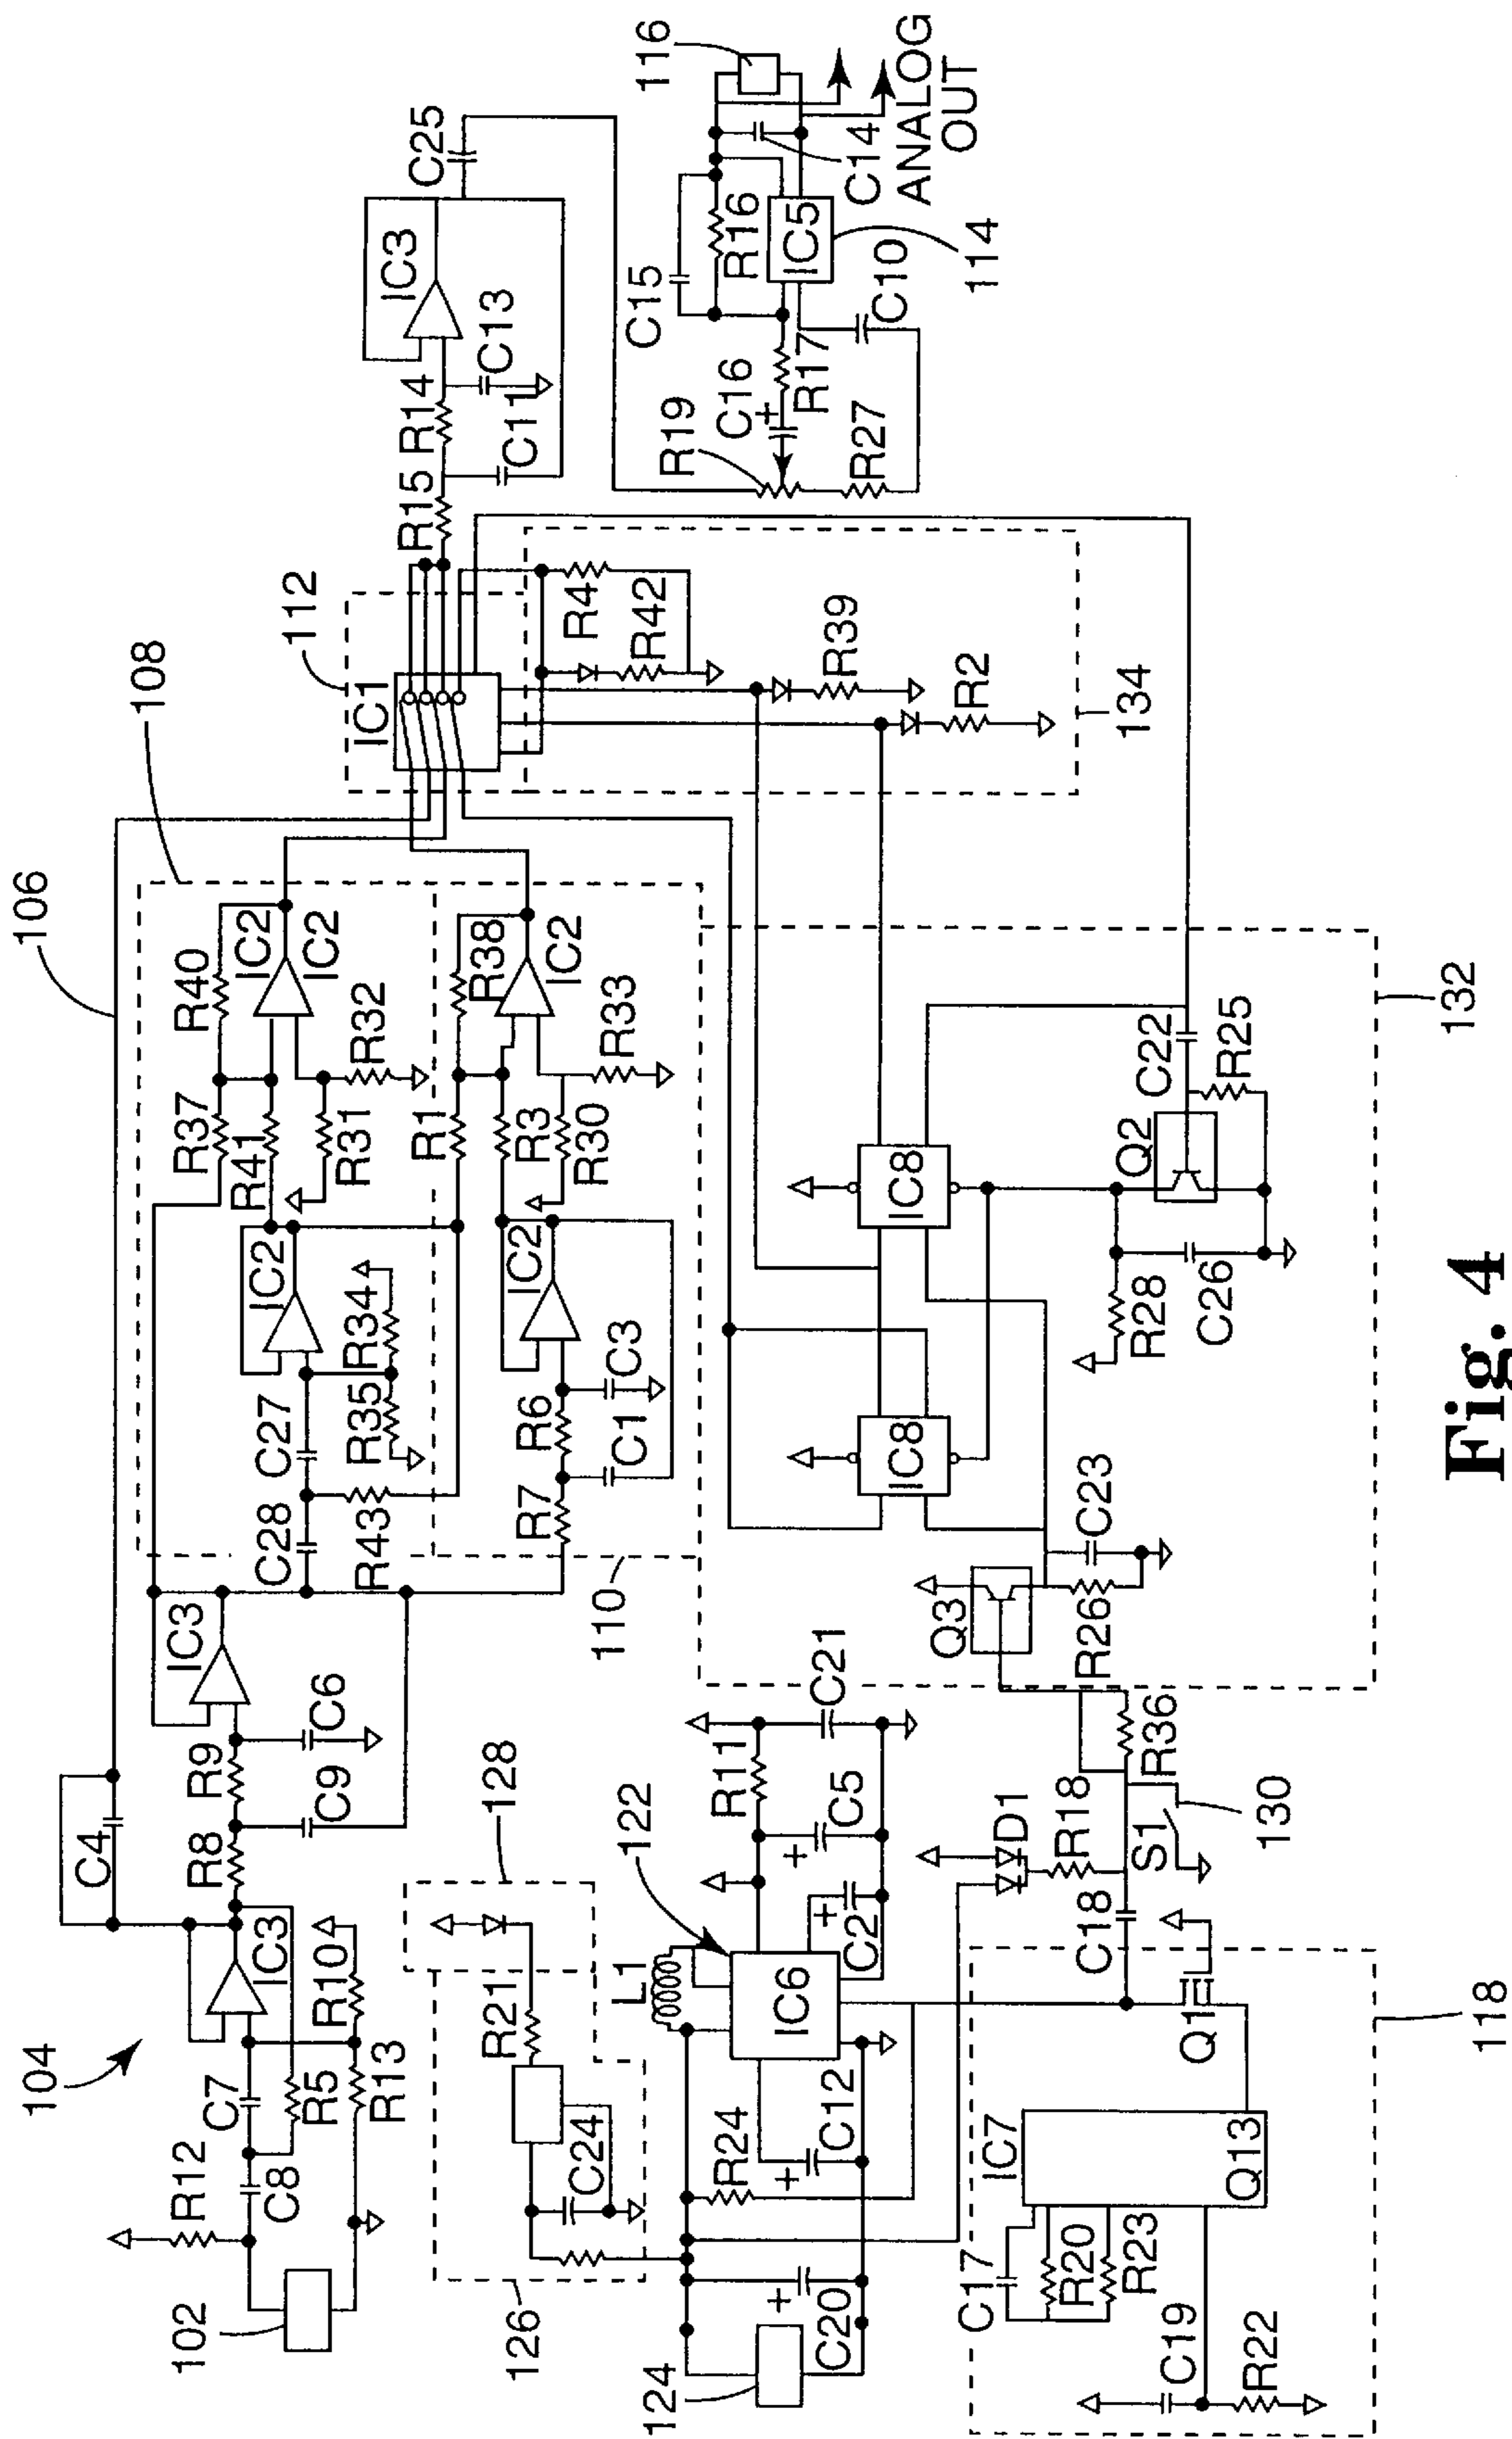 104
106
C4
C25
116
102
R12
C7
C8
R5
R13
R10
IC3
R8
R9
C9
C6
IC3
108
R37
R40
R41
IC2
IC2
R31
R32
IC2
C28
C27
R35
R34
R43
R1
R38
R3
IC2
R30
R33
IC2
R7
R6
C1
C3
110
112
IC1
R15
R14
C11
C13
IC3
R4
R42
R39
R2
134
R19
C16
+
R17
R27
C15
R16
IC5
C10
114
C14
ANALOG
OUT
126
C24
R21
128
124
C20
+
R24
C12
+
L1
IC6
122
C2
+
C5
+
R11
C21
D1
R18
S1
130
R36
C18
Q1
118
IC7
Q13
C17
R20
R23
C19
R22
Q3
R26
C23
IC8
IC8
R28
C26
Q2
C22
R25
132
Fig. 4